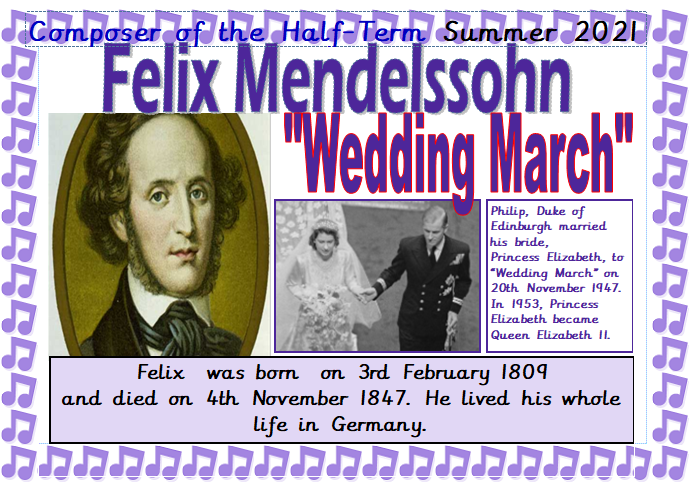 Composer of the Half-Term Summer 2021
Felix Mendelssohn
"Wedding March"
Philip, Duke of
Edinburgh married
his bride,
Princess Elizabeth, to
"Wedding March" on
20th November 1947.
In 1953, Princess
Elizabeth became
Queen Elizabeth 11.
Felix was born on 3rd February 1809
and died on 4th November 1847. He lived his whole
life in Germany.